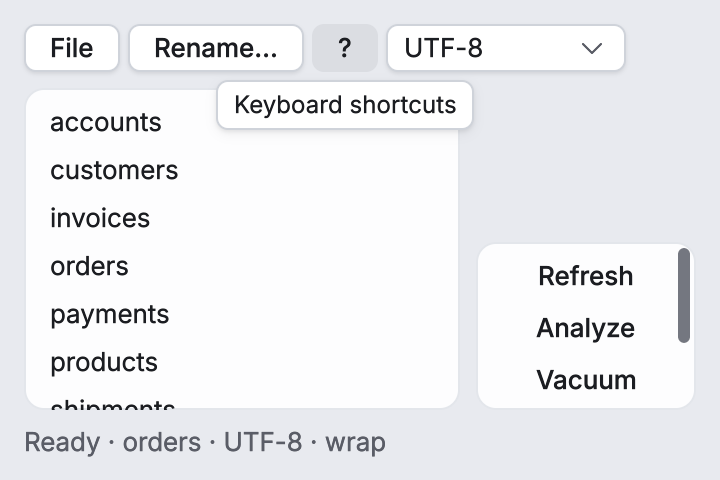 File Rename... ? UTF-8
Keyboard shortcuts
accounts
customers
invoices
orders
payments
products
shipments
Refresh
Analyze
Vacuum
Ready · orders · UTF-8 · wrap